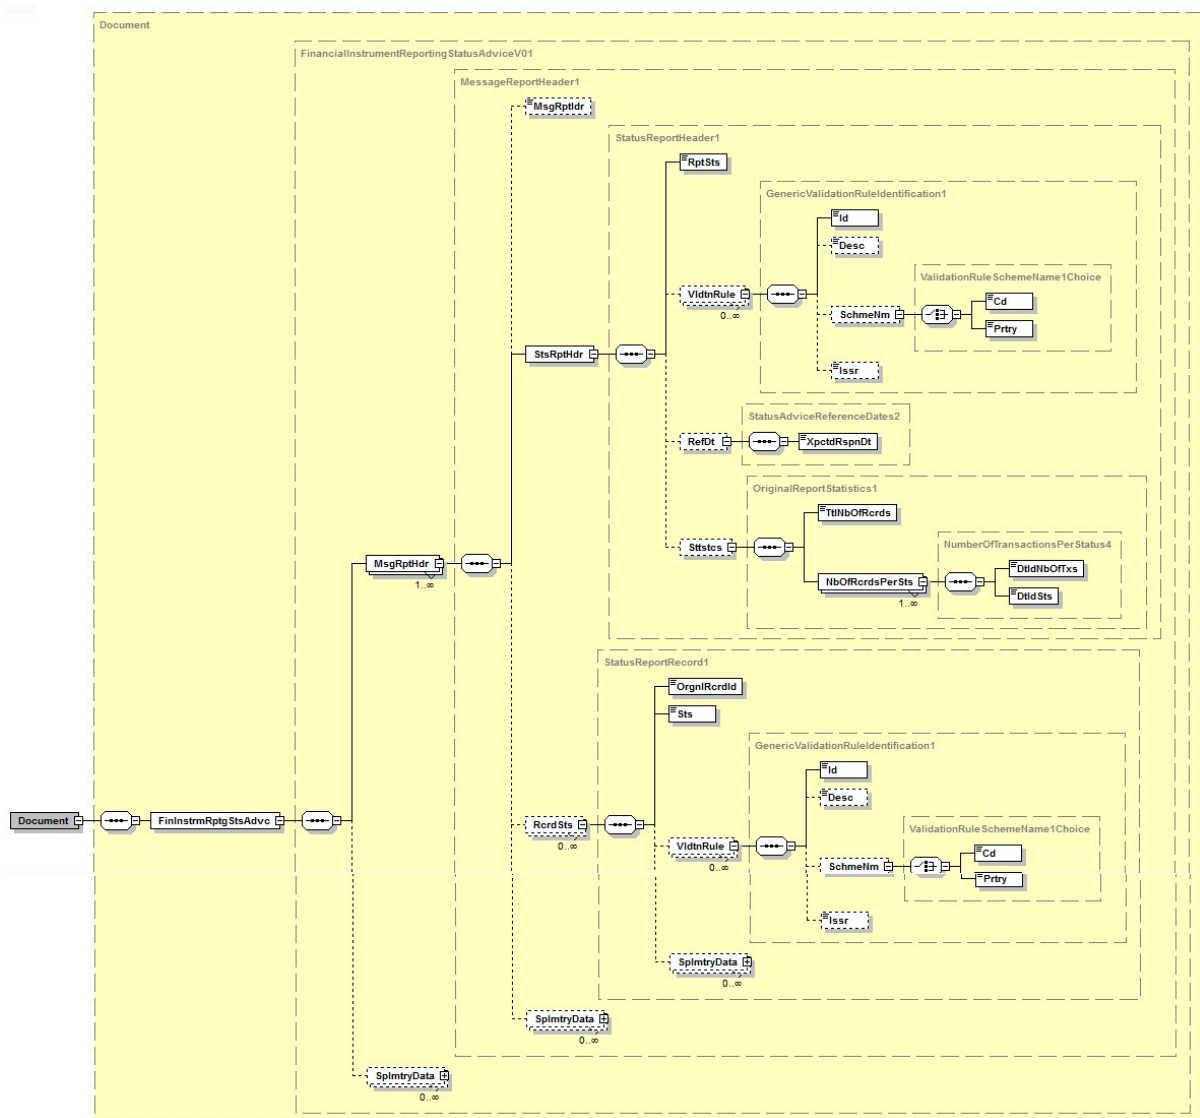 Document
FinancialInstrumentReportingStatusAdviceV01
MessageReportHeader1
MsgRptIdr
StatusReportHeader1
RptSts
GenericValidationRuleIdentification1
Id
Desc
ValidationRuleSchemeName1Choice
Cd
VldtnRule
0..∞
SchmeNm
Prtry
StsRptHdr
Issr
StatusAdviceReferenceDates2
RefDt
XpctdRspnDt
OriginalReportStatistics1
TtlNbOfRcrds
Sttstcs
NumberOfTransactionsPerStatus4
MsgRptHdr
1..∞
DtldNbOfTxs
NbOfRcrdsPerSts
1..∞
DtldSts
StatusReportRecord1
OrgnlRcrdId
Sts
GenericValidationRuleIdentification1
Id
Desc
Document
FinInstrmRptgStsAdvc
RcrdSts
0..∞
ValidationRuleSchemeName1Choice
VldtnRule
0..∞
Cd
SchmeNm
Prtry
Issr
SplmtryData
0..∞
SplmtryData
0..∞
SplmtryData
0..∞